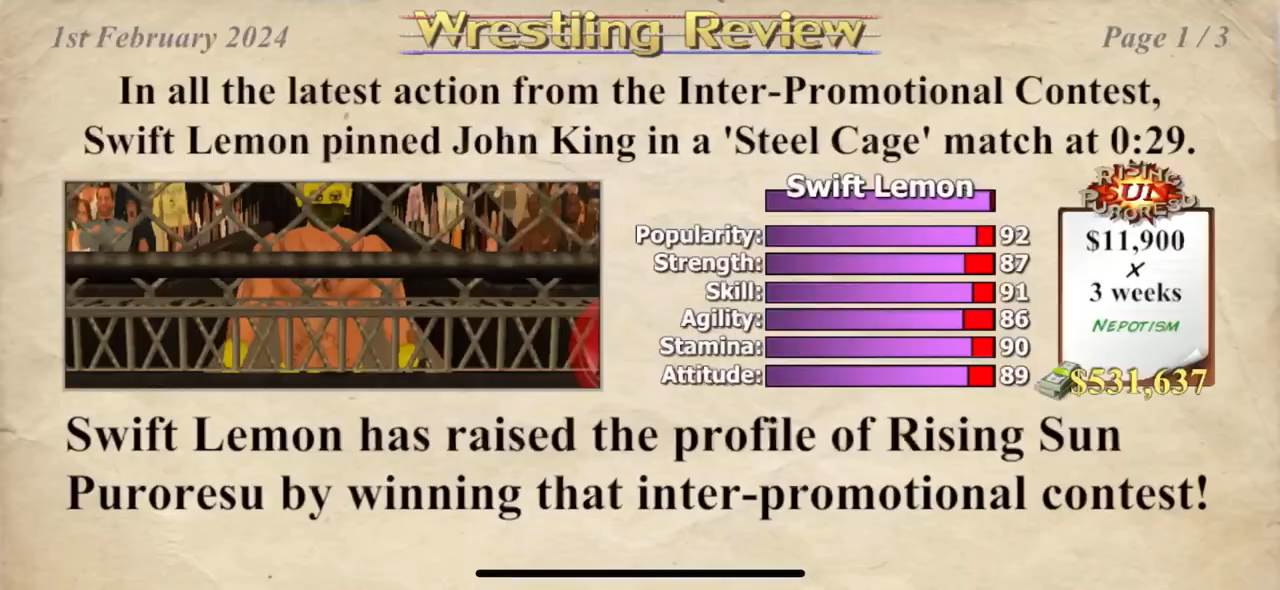 1st February 2024
Wrestling Review
Page 1 / 3
In all the latest action from the Inter-Promotional Contest,
Swift Lemon pinned John King in a 'Steel Cage' match at 0:29.
Swift Lemon
Popularity: 92
Strength: 87
Skill: 91
Agility: 86
Stamina: 90
Attitude: 89
RISING
SUN
PURORESU
$11,900
x
3 weeks
NEPOTISM
$531,637
Swift Lemon has raised the profile of Rising Sun
Puroresu by winning that inter-promotional contest!